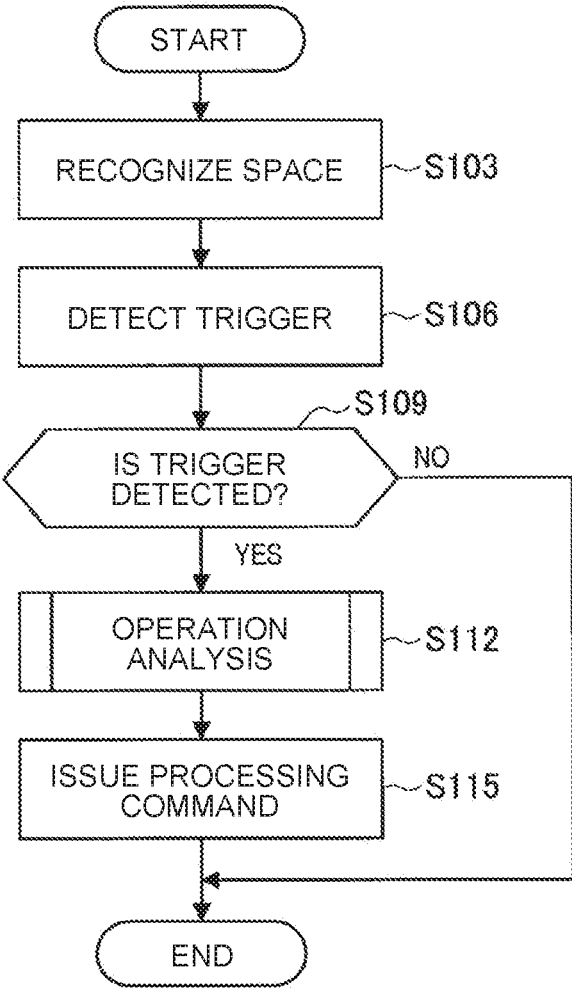 START
RECOGNIZE SPACE
S103
DETECT TRIGGER
S106
S109
IS TRIGGER
DETECTED?
NO
YES
OPERATION
ANALYSIS
S112
ISSUE PROCESSING
COMMAND
S115
END